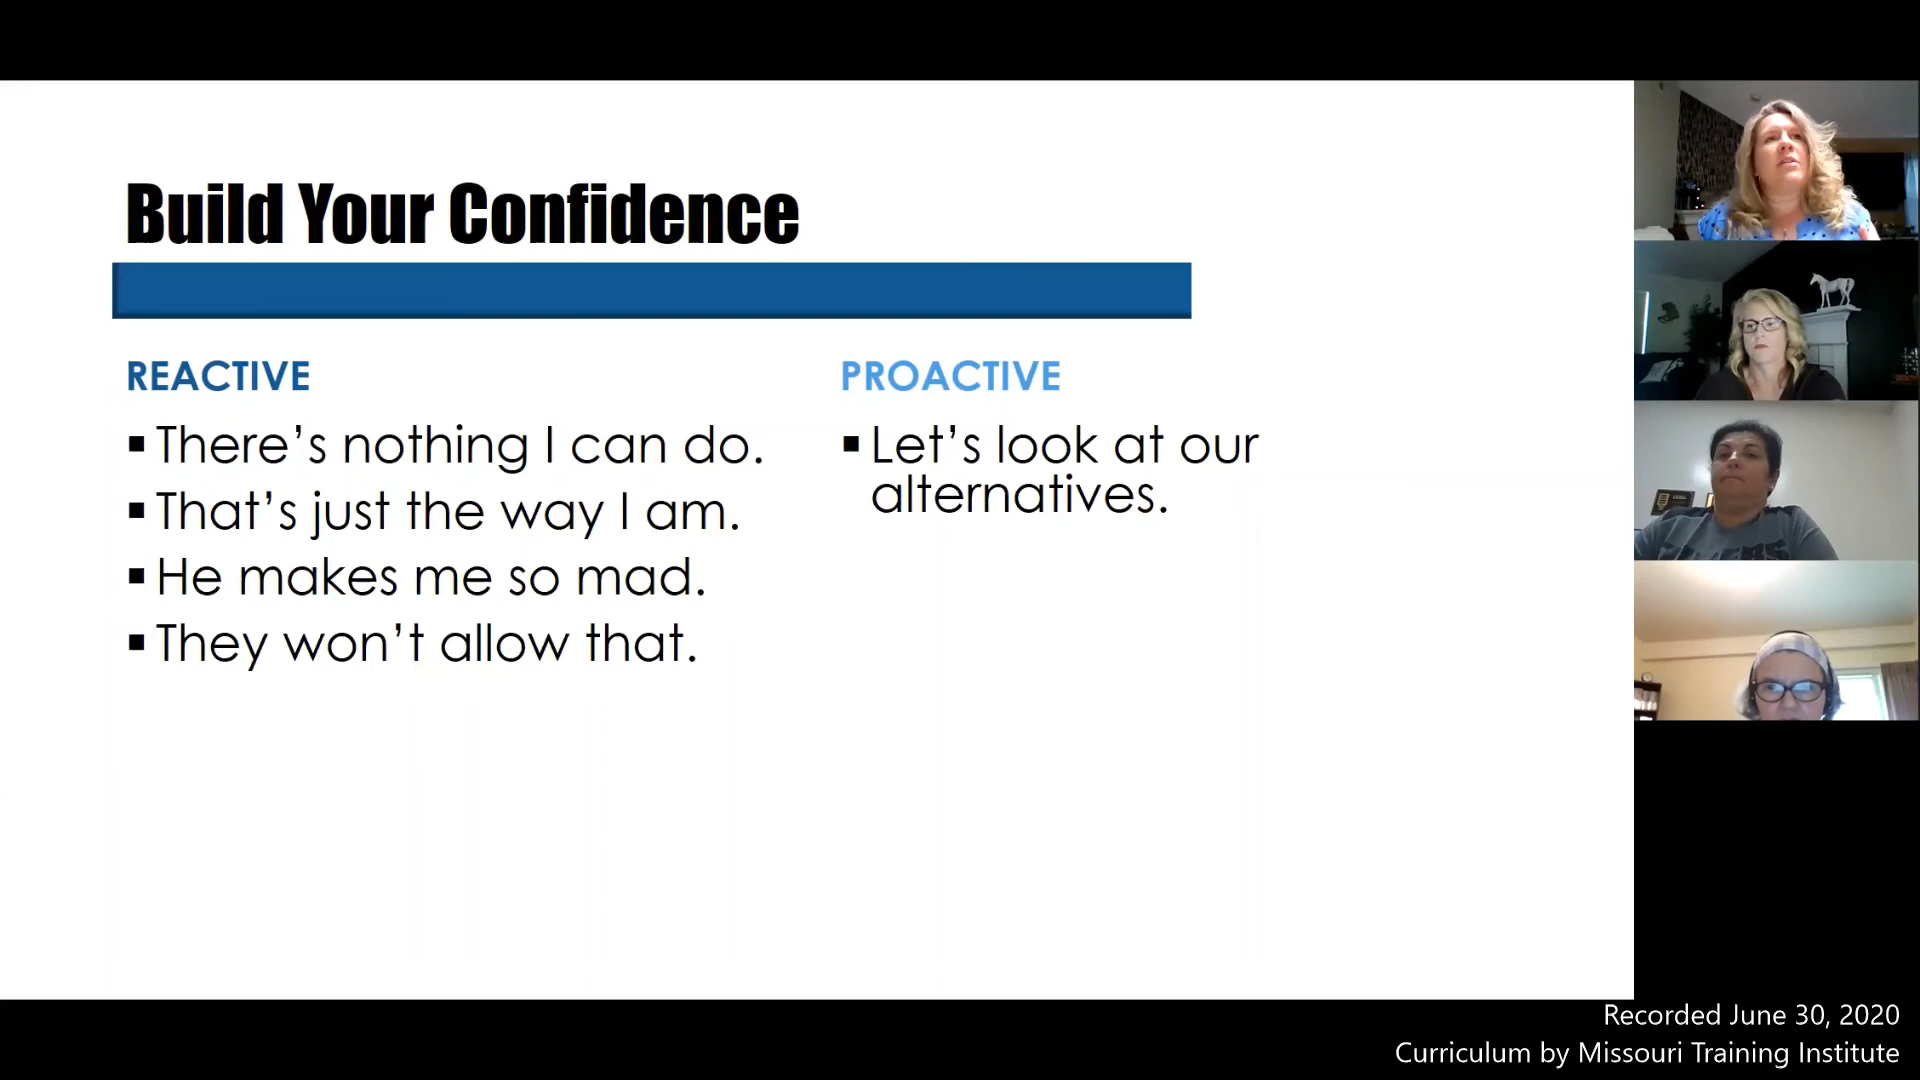 Build Your Confidence
REACTIVE
▪ There’s nothing I can do.
▪ That’s just the way I am.
▪ He makes me so mad.
▪ They won’t allow that.
PROACTIVE
▪ Let’s look at our
alternatives.
Recorded June 30, 2020
Curriculum by Missouri Training Institute